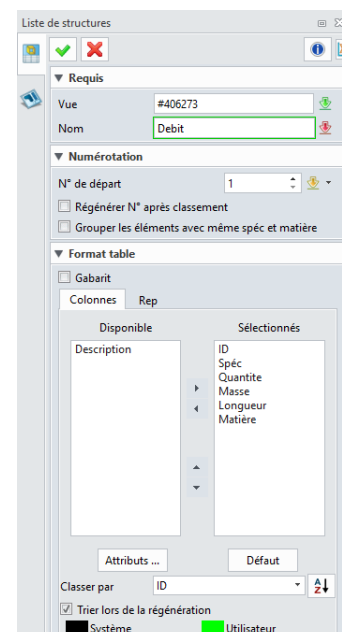 Liste de structures
Requis
Vue #406273
Nom Debit
Numérotation
N° de départ 1
Régénérer N° après classement
Grouper les éléments avec même spéc et matière
Format table
Gabarit
Colonnes Rep
Disponible Sélectionnés
Description ID
Spéc
Quantite
Masse
Longueur
Matière
Attributs ... Défaut
Classer par ID
Trier lors de la régénération
Système Utilisateur